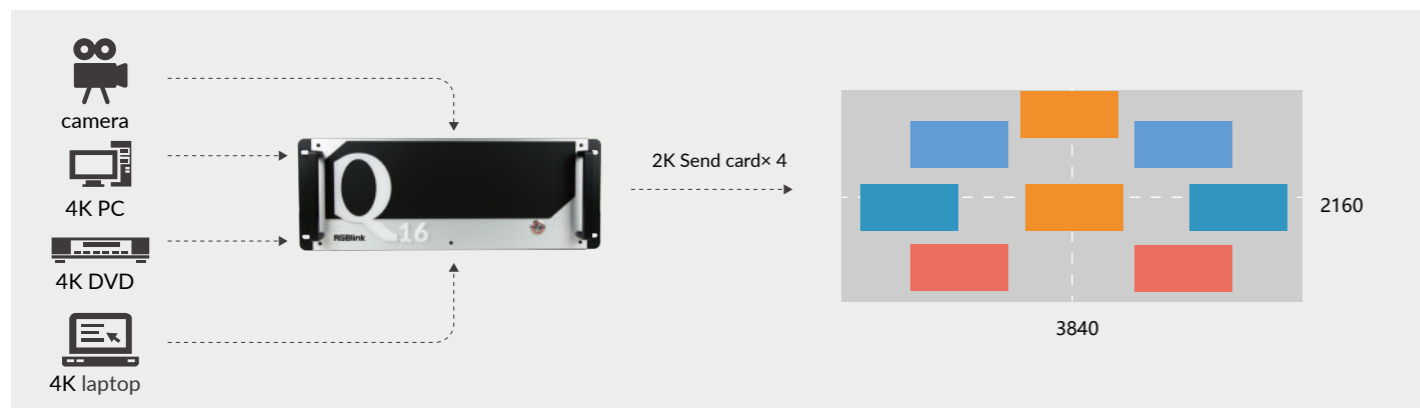 camera
4K PC
4K DVD
4K laptop
Q
16
RGBlink
2K Send card× 4
2160
3840